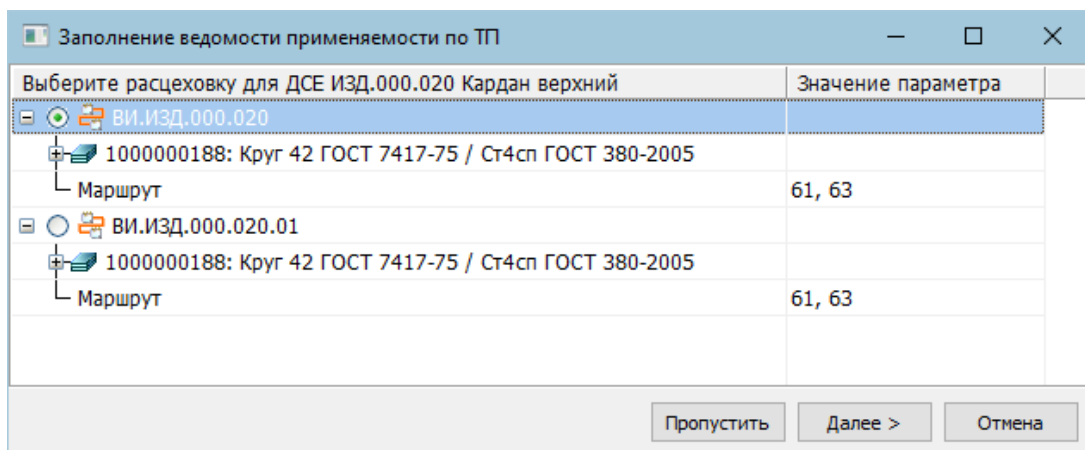 Заполнение ведомости применяемости по ТП
Выберите расцеховку для ДСЕ ИЗД.000.020 Кардан верхний Значение параметра
ВИ.ИЗД.000.020
1000000188: Круг 42 ГОСТ 7417-75 / Ст4сп ГОСТ 380-2005
Маршрут 61, 63
ВИ.ИЗД.000.020.01
1000000188: Круг 42 ГОСТ 7417-75 / Ст4сп ГОСТ 380-2005
Маршрут 61, 63
Пропустить Далее > Отмена